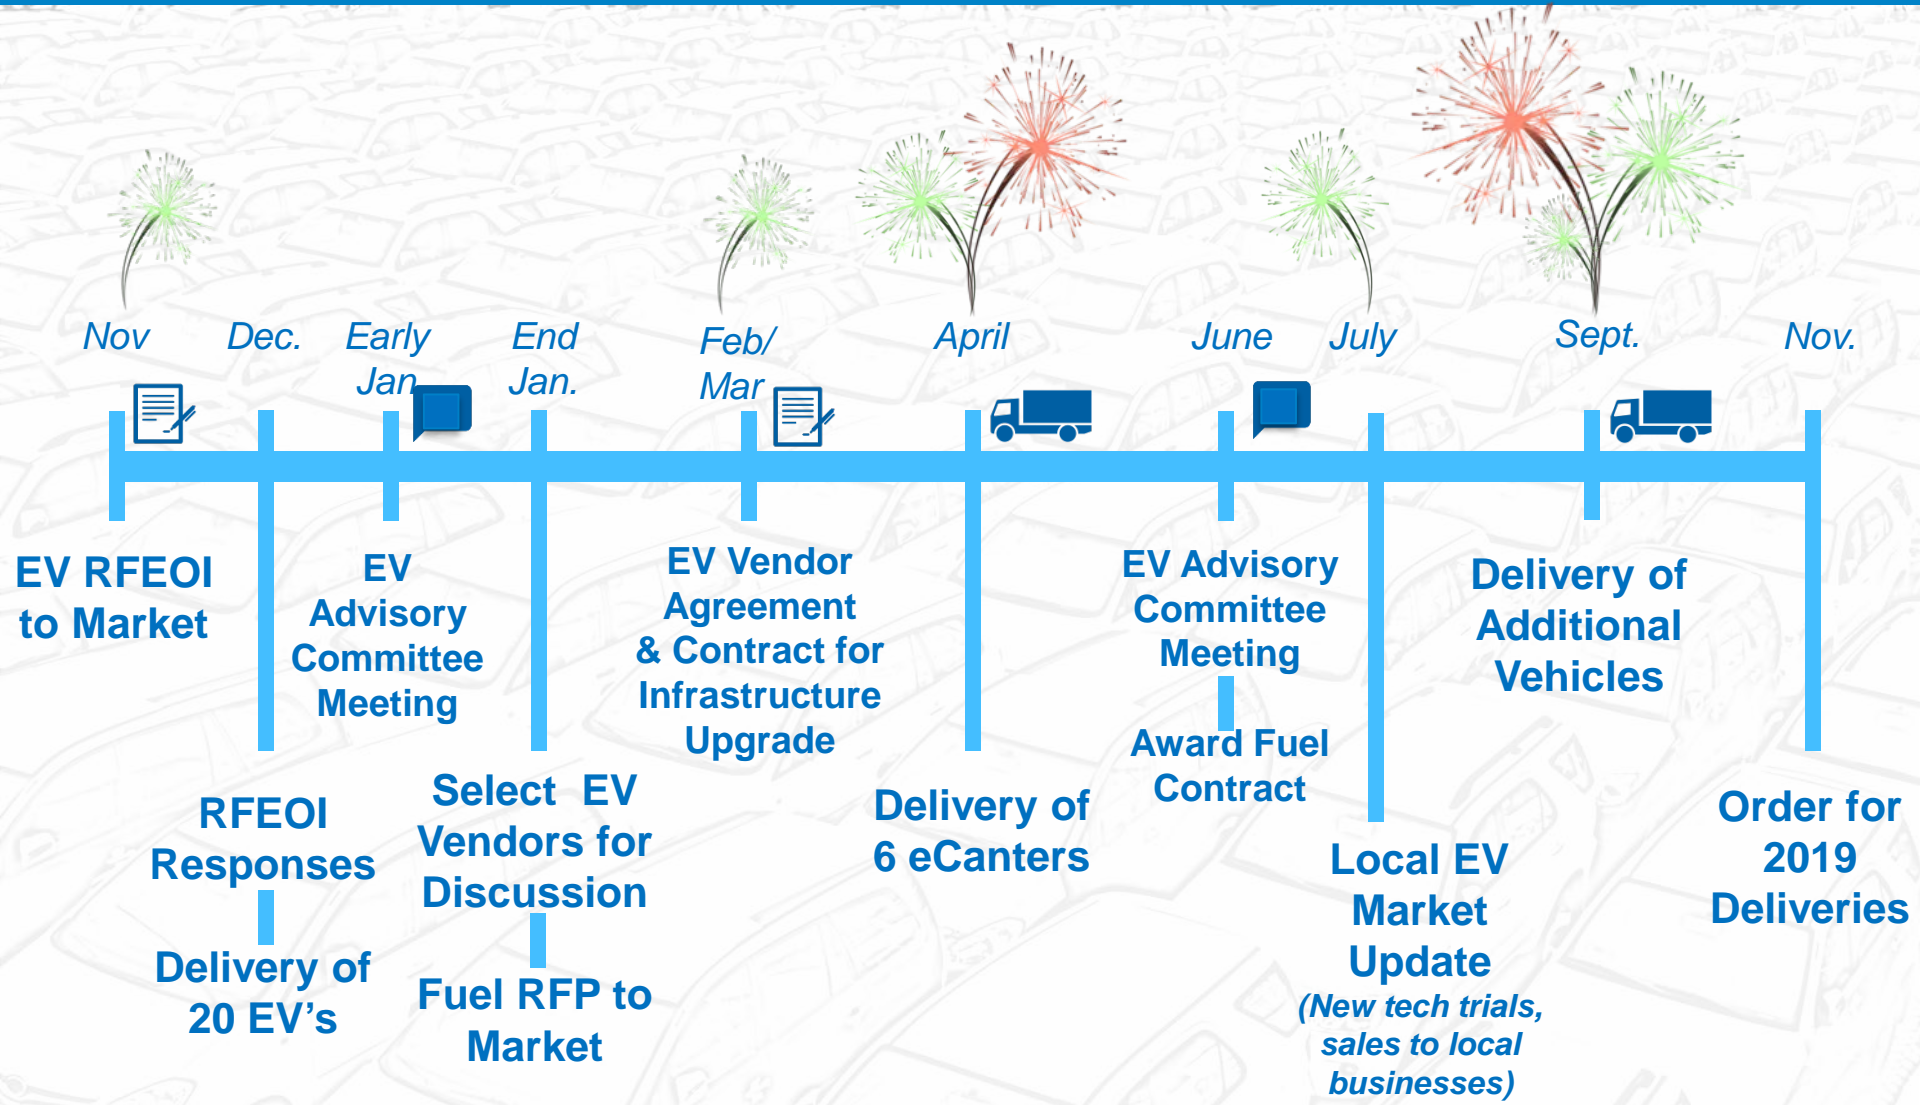 Nov
Dec.
Early
Jan
End
Jan.
Feb/
Mar
April
June
July
Sept.
Nov.
EV RFEOI
to Market
RFEOI
Responses
Delivery of
20 EV’s
EV
Advisory
Committee
Meeting
Select EV
Vendors for
Discussion
Fuel RFP to
Market
EV Vendor
Agreement
& Contract for
Infrastructure
Upgrade
Delivery of
6 eCanters
EV Advisory
Committee
Meeting
Award Fuel
Contract
Local EV
Market
Update
(New tech trials,
sales to local
businesses)
Delivery of
Additional
Vehicles
Order for
2019
Deliveries